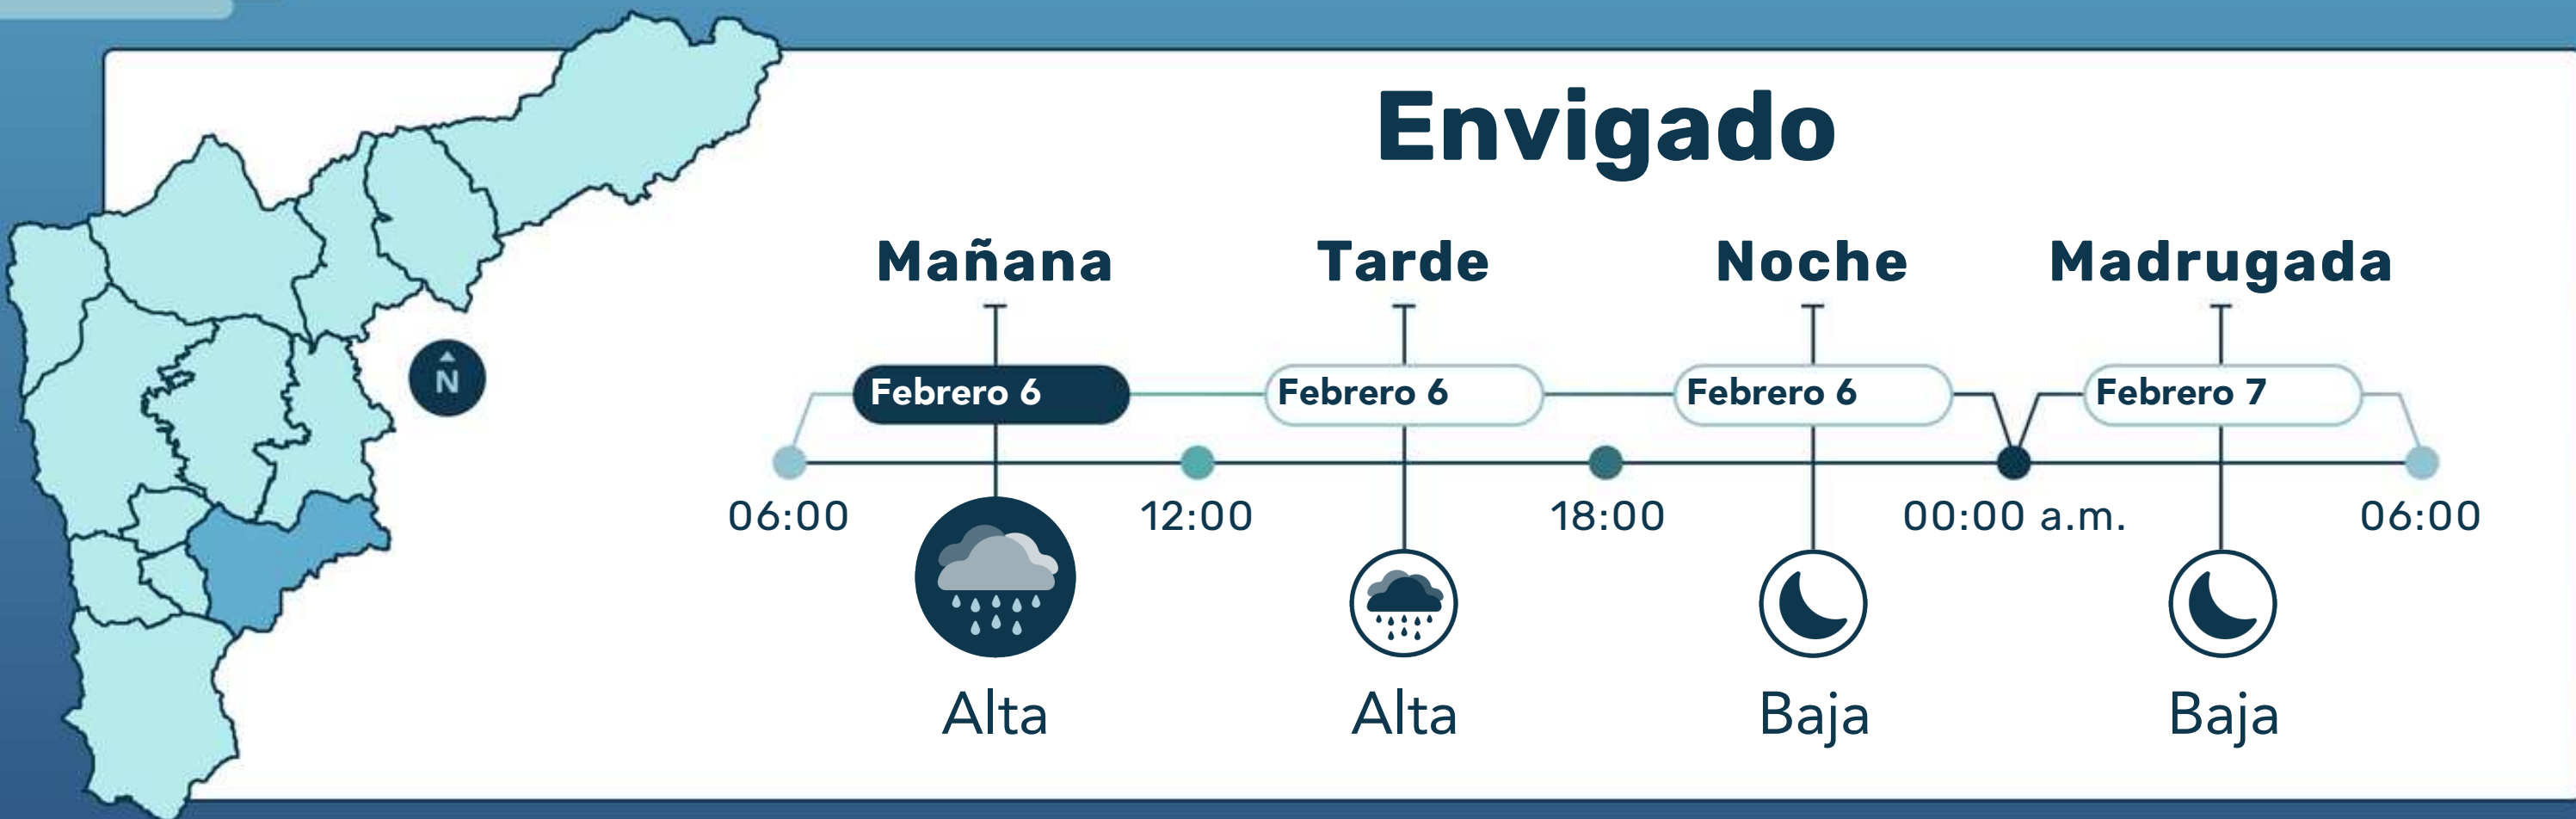 Envigado
Mañana Tarde Noche Madrugada
Febrero 6 Febrero 6 Febrero 6 Febrero 7
N
06:00 12:00 18:00 00:00 a.m. 06:00
Alta Alta Baja Baja